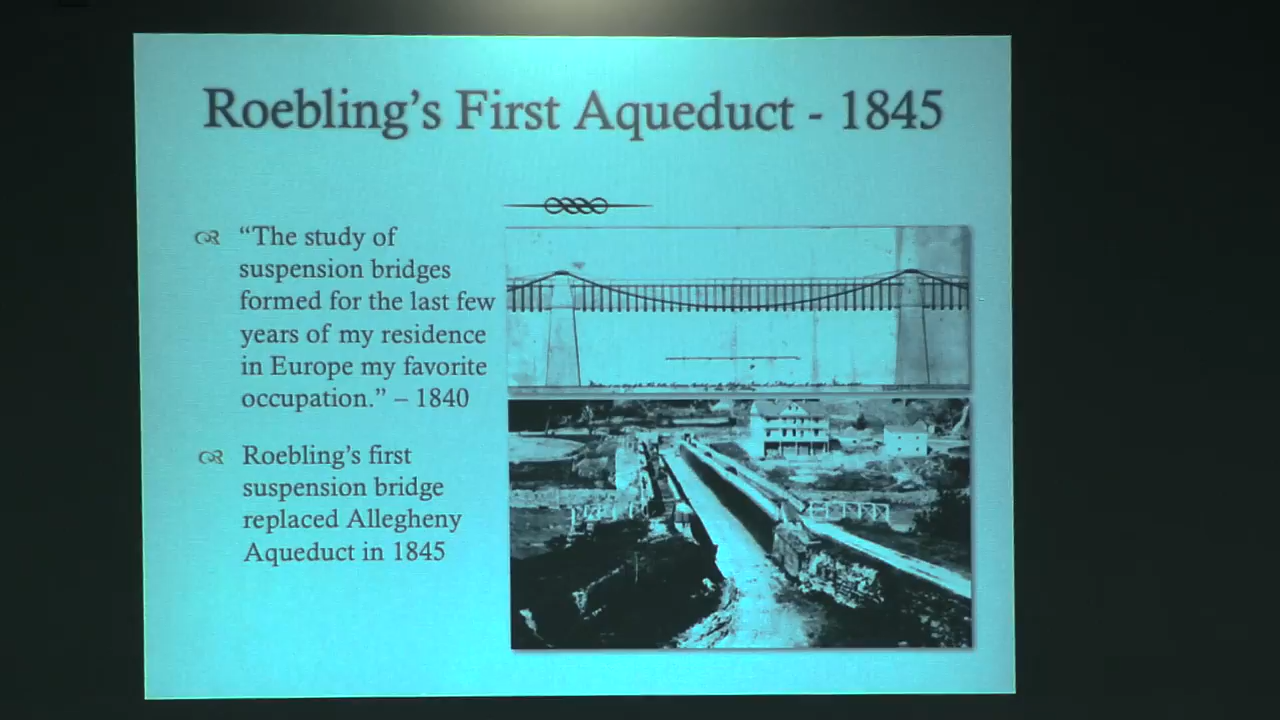 Roebling's First Aqueduct - 1845
"The study of
suspension bridges
formed for the last few
years of my residence
in Europe my favorite
occupation." – 1840
Roebling's first
suspension bridge
replaced Allegheny
Aqueduct in 1845